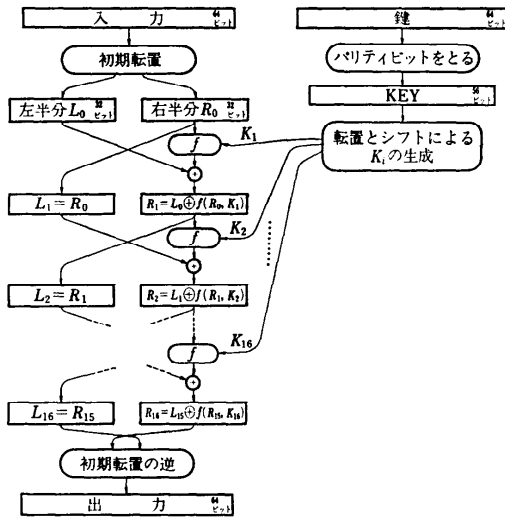 入 力 64ビット
初期転置
左半分L₀ 32ビット
右半分R₀ 32ビット
f
K₁
L₁＝R₀
R₁＝L₀⊕f(R₀, K₁)
f
K₂
L₂＝R₁
R₂＝L₁⊕f(R₁, K₂)
f
K₁₆
L₁₆＝R₁₅
R₁₆＝L₁₅⊕f(R₁₅, K₁₆)
初期転置の逆
出 力 64ビット
鍵 64ビット
パリティビットをとる
KEY 56ビット
転置とシフトによる
Kᵢの生成